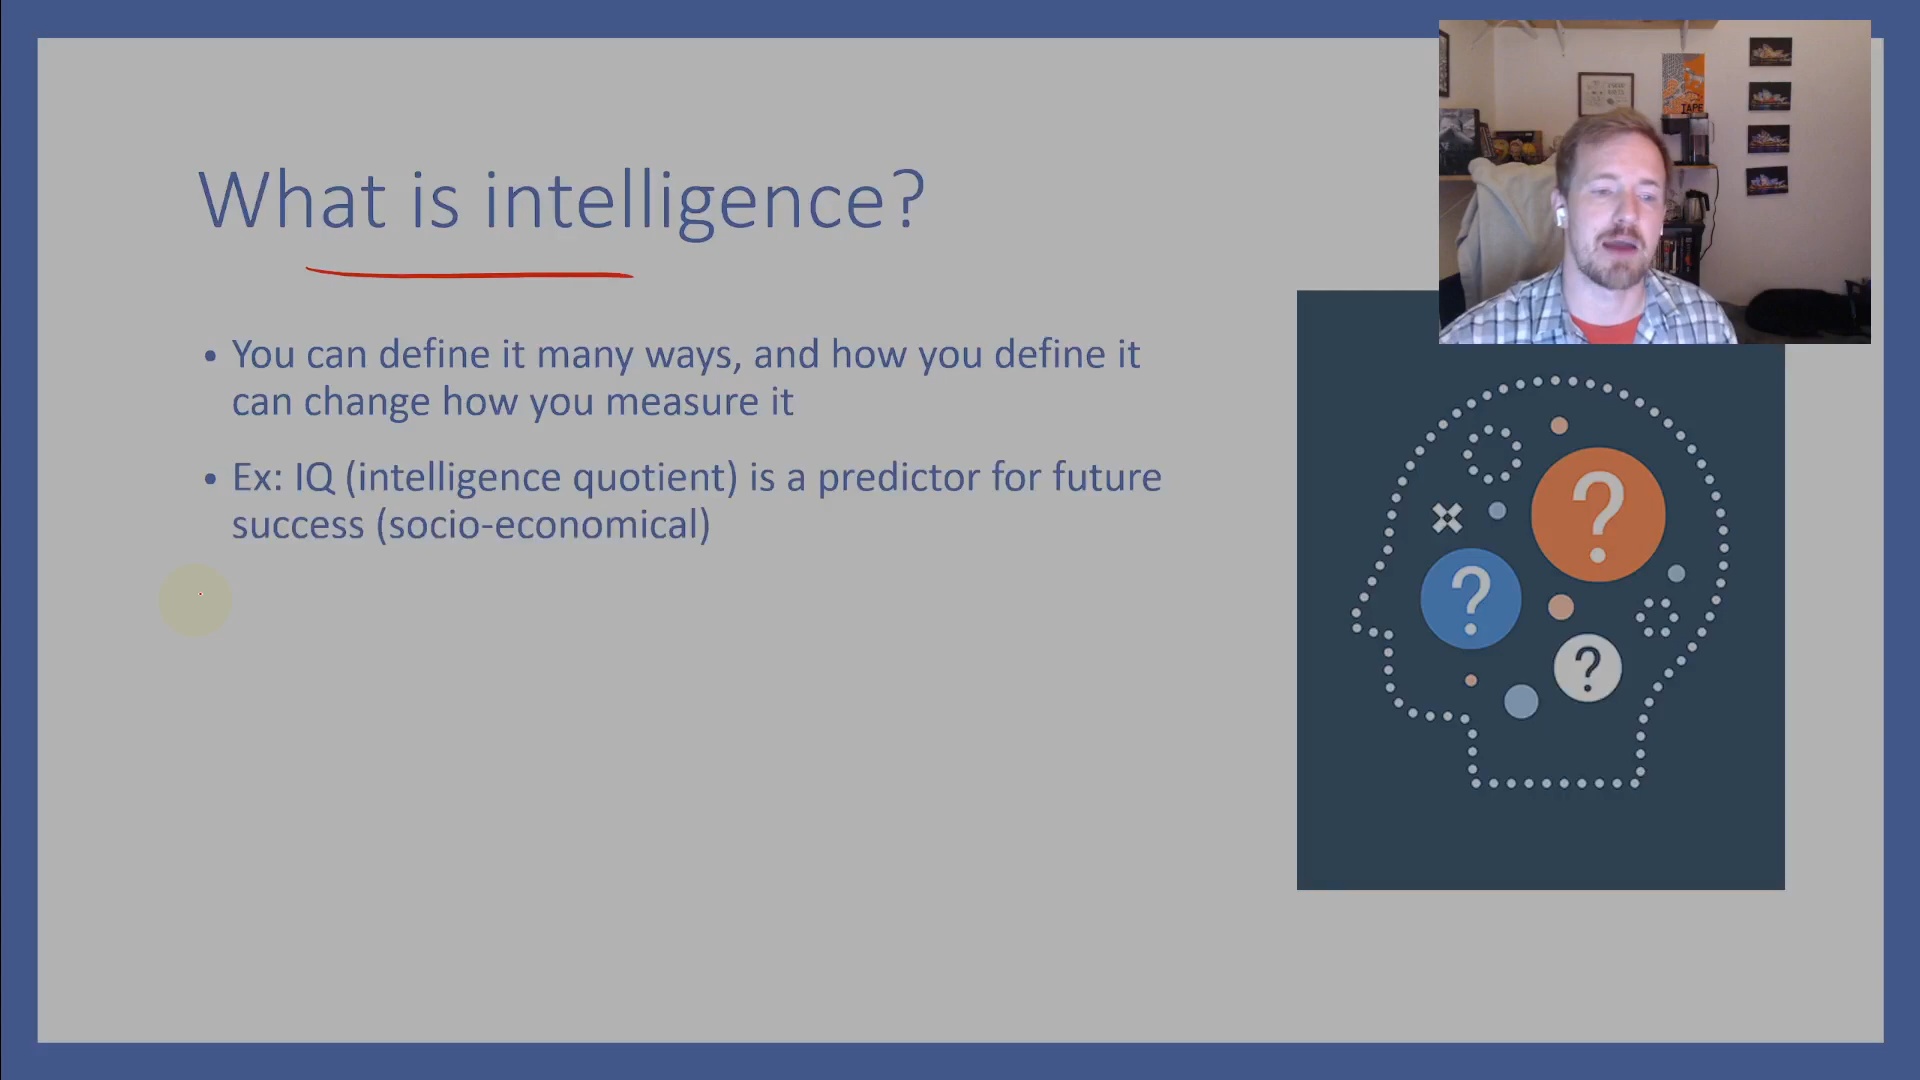 What is intelligence?
• You can define it many ways, and how you define it
can change how you measure it
• Ex: IQ (intelligence quotient) is a predictor for future
success (socio-economical)
TAPE
?
?
?